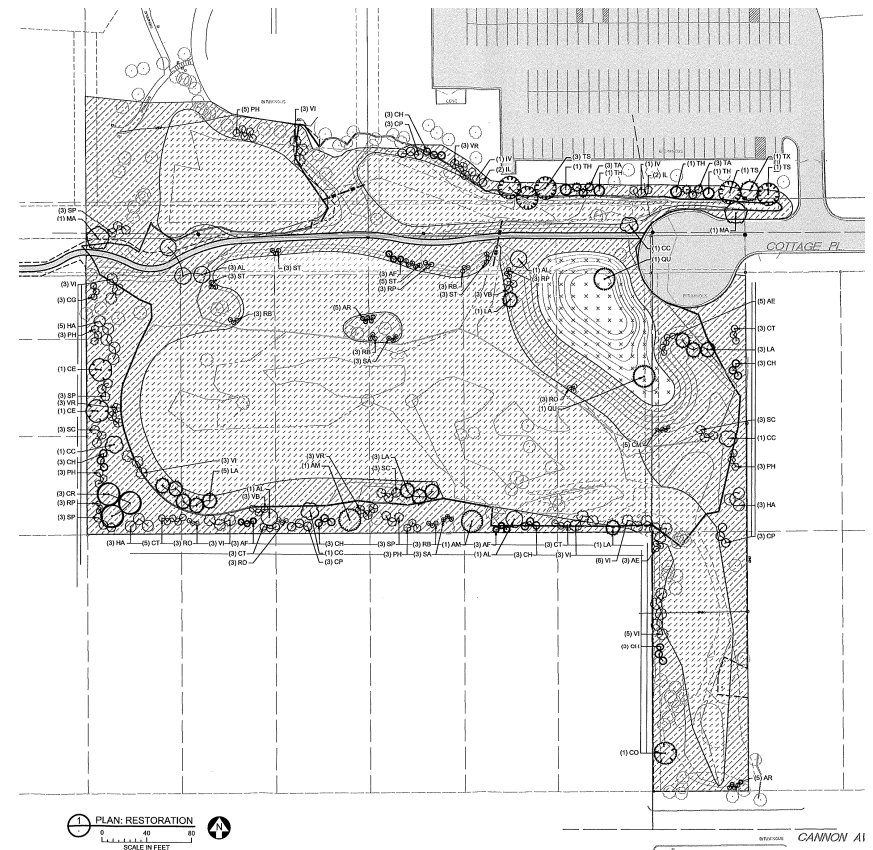 BITUMINOUS
(5) PH
(3) VI
(3) CH
(3) CP
(3) VR
(1) IV
(2) IL
(3) TS
(1) TH
(3) TA
(1) TH
(1) IV
(2) IL
(1) TH
(3) TA
(1) TH
(1) TS
(1) TX
(1) TS
(3) SP
(1) MA
(1) MA
COTTAGE PL
(1) CC
(1) QU
(3) AL
(3) ST
(3) ST
(3) AF
(5) ST
(3) RP
(3) RB
(3) ST
(1) AL
(3) RP
(3) VB
(1) LA
(3) VI
(3) CG
BITUMINOUS
(5) AE
(3) CT
(3) LA
(3) CH
(3) RB
(5) AR
(3) RB
(3) SA
(5) HA
(3) PH
(1) CE
(3) SP
(3) VR
(1) CE
(3) SC
(3) RO
(1) QU
(5) CM
(3) SC
(1) CC
(3) PH
(3) HA
(3) CP
(1) CC
(3) CH
(3) PH
(3) CR
(3) RP
(3) SP
(3) VI
(5) LA
(1) AL
(3) VB
(3) VR
(1) AM
(3) LA
(3) SC
(3) HA
(5) CT
(3) RO
(3) VI
(3) AF
(3) CT
(3) RO
(3) CH
(1) CC
(3) CP
(3) SP
(3) PH
(3) RB
(3) SA
(1) AM
(3) AF
(1) AL
(3) CH
(3) CT
(3) VI
(1) LA
(6) VI
(3) AE
(5) VI
(3) CH
(1) CO
(5) AR
1 PLAN: RESTORATION
0 40 80
SCALE IN FEET
N
BITUMINOUS
CANNON AV